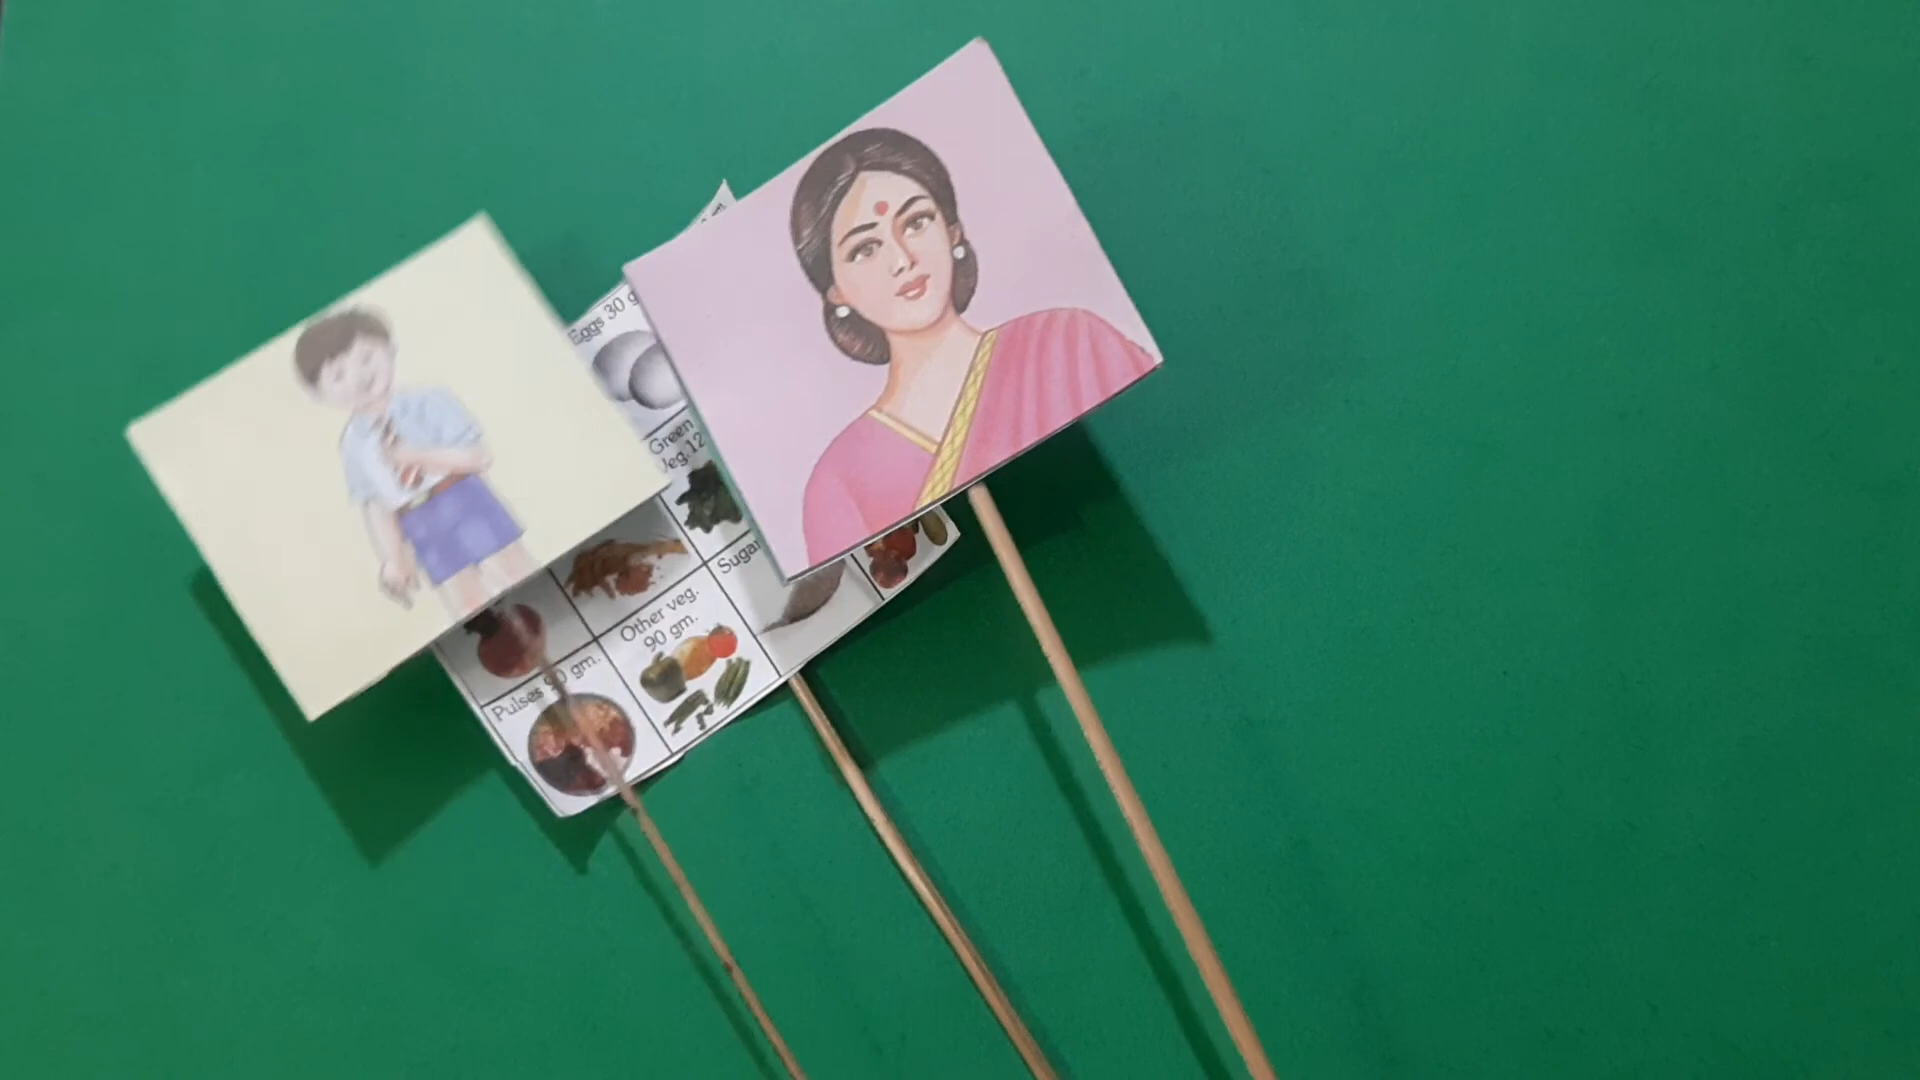 Eggs 30 g
Green
Veg.12
Sugar
Other veg.
90 gm.
Pulses 90 gm.